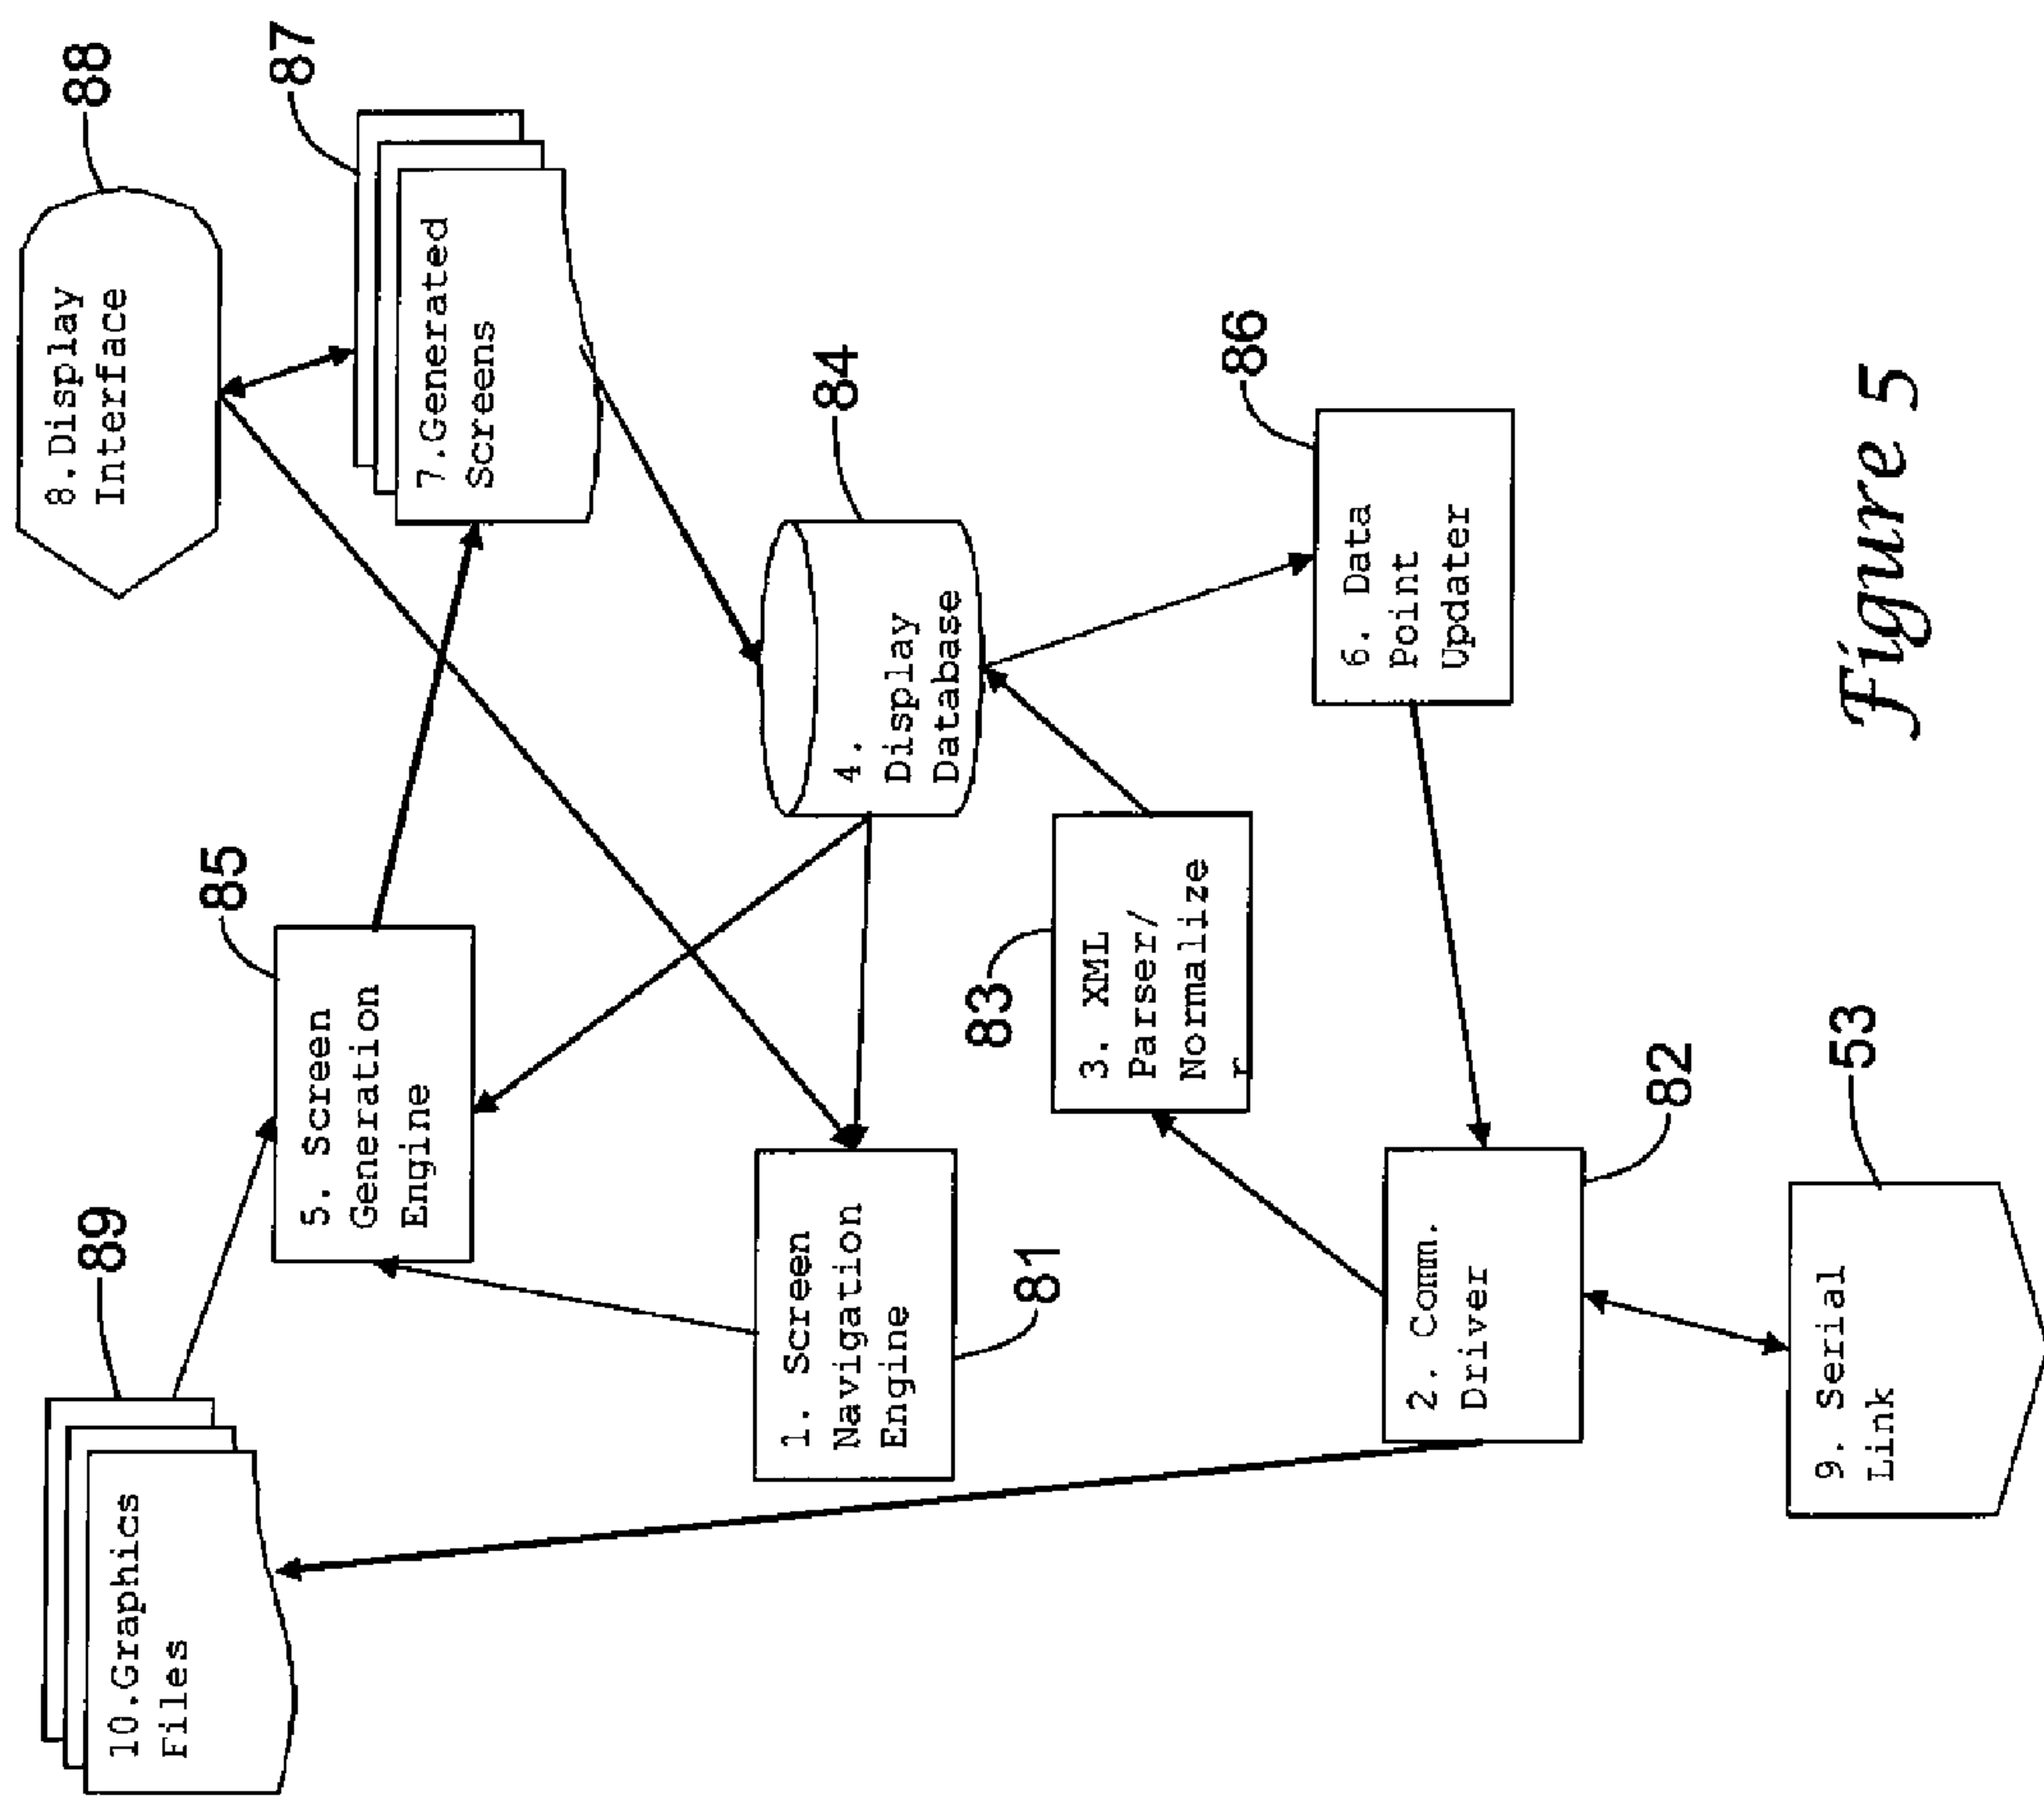 89
10.Graphics
Files
85
5. Screen
Generation
Engine
88
8.Display
Interface
87
7.Generated
Screens
81
1. Screen
Navigation
Engine
84
4.
Display
Database
83
3. XML
Parser/
Normalize
r
86
6. Data
Point
Updater
82
2. Comm.
Driver
53
9. Serial
Link
Figure 5